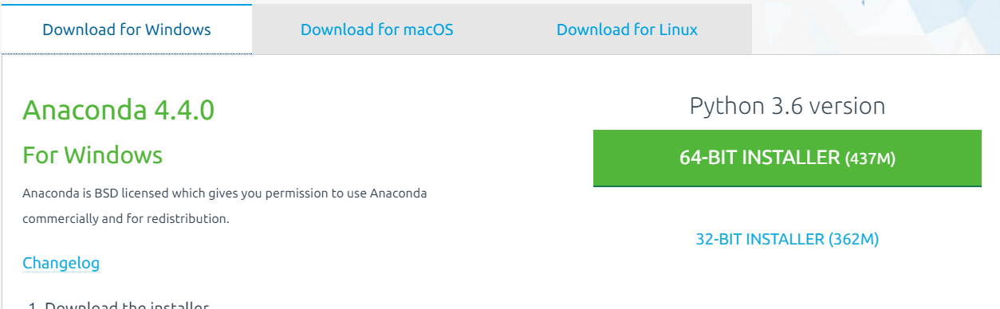 Download for Windows
Download for macOS
Download for Linux
Anaconda 4.4.0
For Windows
Anaconda is BSD licensed which gives you permission to use Anaconda
commercially and for redistribution.
Changelog
1. Download the installer
Python 3.6 version
64-BIT INSTALLER (437M)
32-BIT INSTALLER (362M)